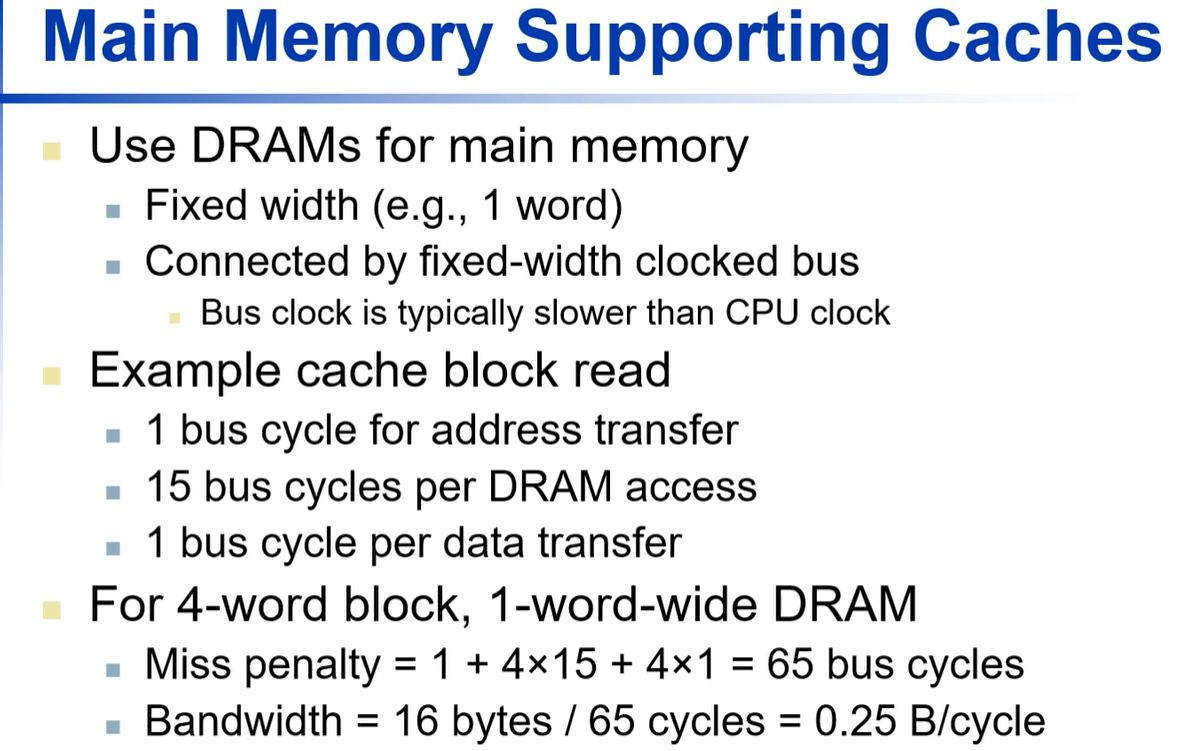 Main Memory Supporting Caches
Use DRAMs for main memory
Fixed width (e.g., 1 word)
Connected by fixed-width clocked bus
Bus clock is typically slower than CPU clock
Example cache block read
1 bus cycle for address transfer
15 bus cycles per DRAM access
1 bus cycle per data transfer
For 4-word block, 1-word-wide DRAM
Miss penalty = 1 + 4×15 + 4×1 = 65 bus cycles
Bandwidth = 16 bytes / 65 cycles = 0.25 B/cycle